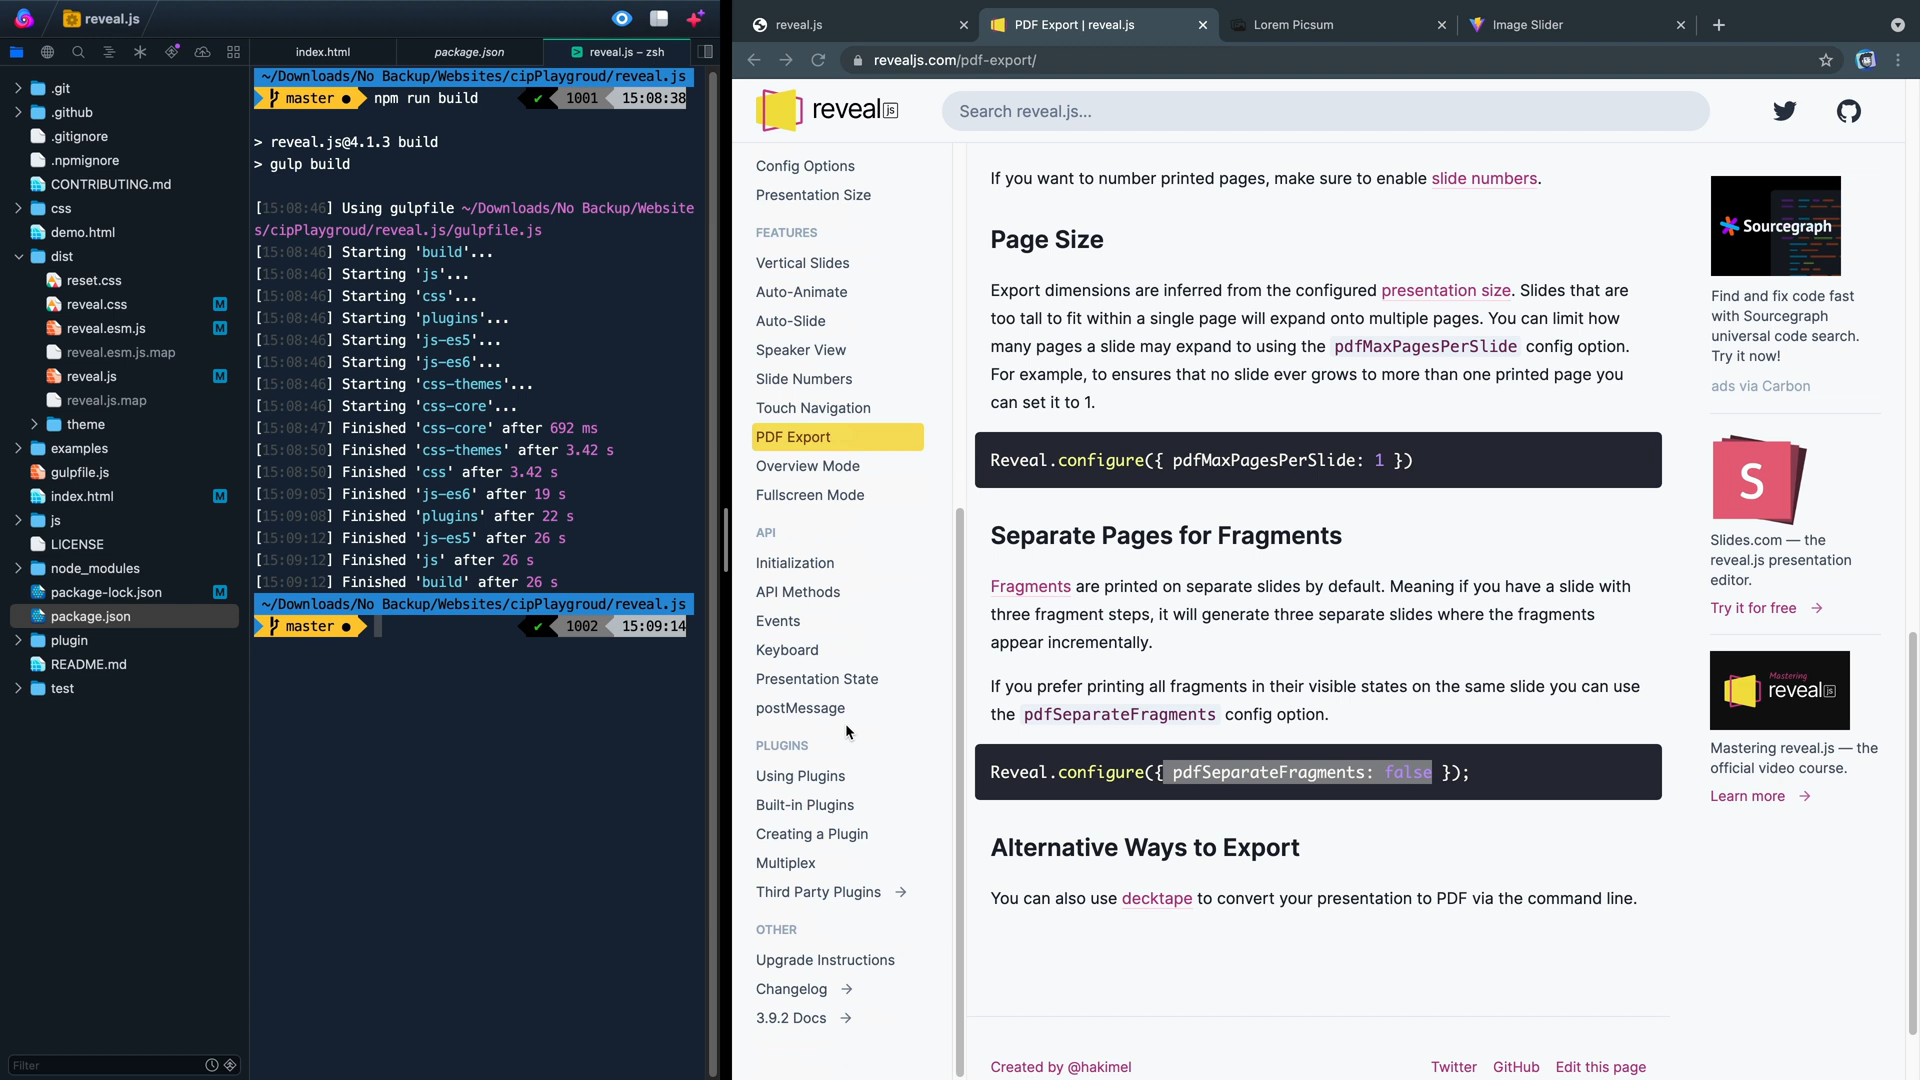 reveal.js
index.html
package.json
reveal.js – zsh
.git
.github
.gitignore
.npmignore
CONTRIBUTING.md
css
demo.html
dist
reset.css
reveal.css M
reveal.esm.js M
reveal.esm.js.map
reveal.js M
reveal.js.map
theme
examples
gulpfile.js
index.html M
js
LICENSE
node_modules
package-lock.json M
package.json
plugin
README.md
test
Filter
~/Downloads/No Backup/Websites/cipPlaygroud/reveal.js
master ● npm run build ✔ 1001 15:08:38
> reveal.js@4.1.3 build
> gulp build
[15:08:46] Using gulpfile ~/Downloads/No Backup/Website
s/cipPlaygroud/reveal.js/gulpfile.js
[15:08:46] Starting 'build'...
[15:08:46] Starting 'js'...
[15:08:46] Starting 'css'...
[15:08:46] Starting 'plugins'...
[15:08:46] Starting 'js-es5'...
[15:08:46] Starting 'js-es6'...
[15:08:46] Starting 'css-themes'...
[15:08:46] Starting 'css-core'...
[15:08:47] Finished 'css-core' after 692 ms
[15:08:50] Finished 'css-themes' after 3.42 s
[15:08:50] Finished 'css' after 3.42 s
[15:09:05] Finished 'js-es6' after 19 s
[15:09:08] Finished 'plugins' after 22 s
[15:09:12] Finished 'js-es5' after 26 s
[15:09:12] Finished 'js' after 26 s
[15:09:12] Finished 'build' after 26 s
~/Downloads/No Backup/Websites/cipPlaygroud/reveal.js
master ● ✔ 1002 15:09:14
reveal.js
PDF Export | reveal.js
Lorem Picsum
Image Slider
revealjs.com/pdf-export/
reveal js
Search reveal.js...
Config Options
Presentation Size
FEATURES
Vertical Slides
Auto-Animate
Auto-Slide
Speaker View
Slide Numbers
Touch Navigation
PDF Export
Overview Mode
Fullscreen Mode
API
Initialization
API Methods
Events
Keyboard
Presentation State
postMessage
PLUGINS
Using Plugins
Built-in Plugins
Creating a Plugin
Multiplex
Third Party Plugins →
OTHER
Upgrade Instructions
Changelog →
3.9.2 Docs →
If you want to number printed pages, make sure to enable slide numbers.
Page Size
Export dimensions are inferred from the configured presentation size. Slides that are
too tall to fit within a single page will expand onto multiple pages. You can limit how
many pages a slide may expand to using the pdfMaxPagesPerSlide config option.
For example, to ensures that no slide ever grows to more than one printed page you
can set it to 1.
Reveal.configure({ pdfMaxPagesPerSlide: 1 })
Separate Pages for Fragments
Fragments are printed on separate slides by default. Meaning if you have a slide with
three fragment steps, it will generate three separate slides where the fragments
appear incrementally.
If you prefer printing all fragments in their visible states on the same slide you can use
the pdfSeparateFragments config option.
Reveal.configure({ pdfSeparateFragments: false });
Alternative Ways to Export
You can also use decktape to convert your presentation to PDF via the command line.
Created by @hakimel
Twitter GitHub Edit this page
Sourcegraph
Find and fix code fast
with Sourcegraph
universal code search.
Try it now!
ads via Carbon
S
Slides.com — the
reveal.js presentation
editor.
Try it for free →
Mastering
reveal js
Mastering reveal.js — the
official video course.
Learn more →